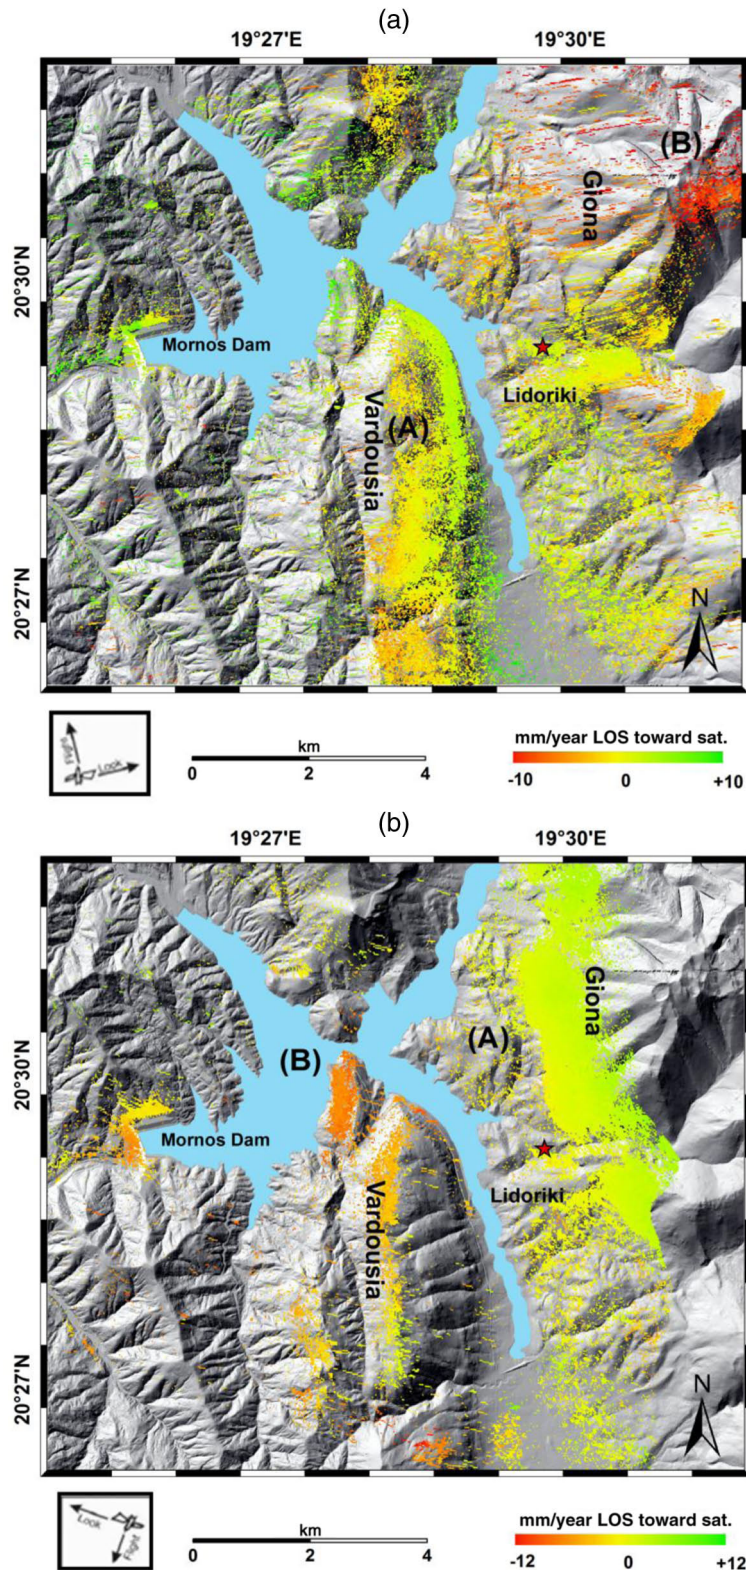 (a)
19°27'E
19°30'E
(B)
Giona
20°30'N
Mornos Dam
Lidoriki
Vardousia
(A)
20°27'N
N
Flight
Look
km
0
2
4
mm/year LOS toward sat.
-10
0
+10
(b)
19°27'E
19°30'E
Giona
(A)
(B)
20°30'N
Mornos Dam
Lidoriki
Vardousia
20°27'N
N
Look
Flight
km
0
2
4
mm/year LOS toward sat.
-12
0
+12